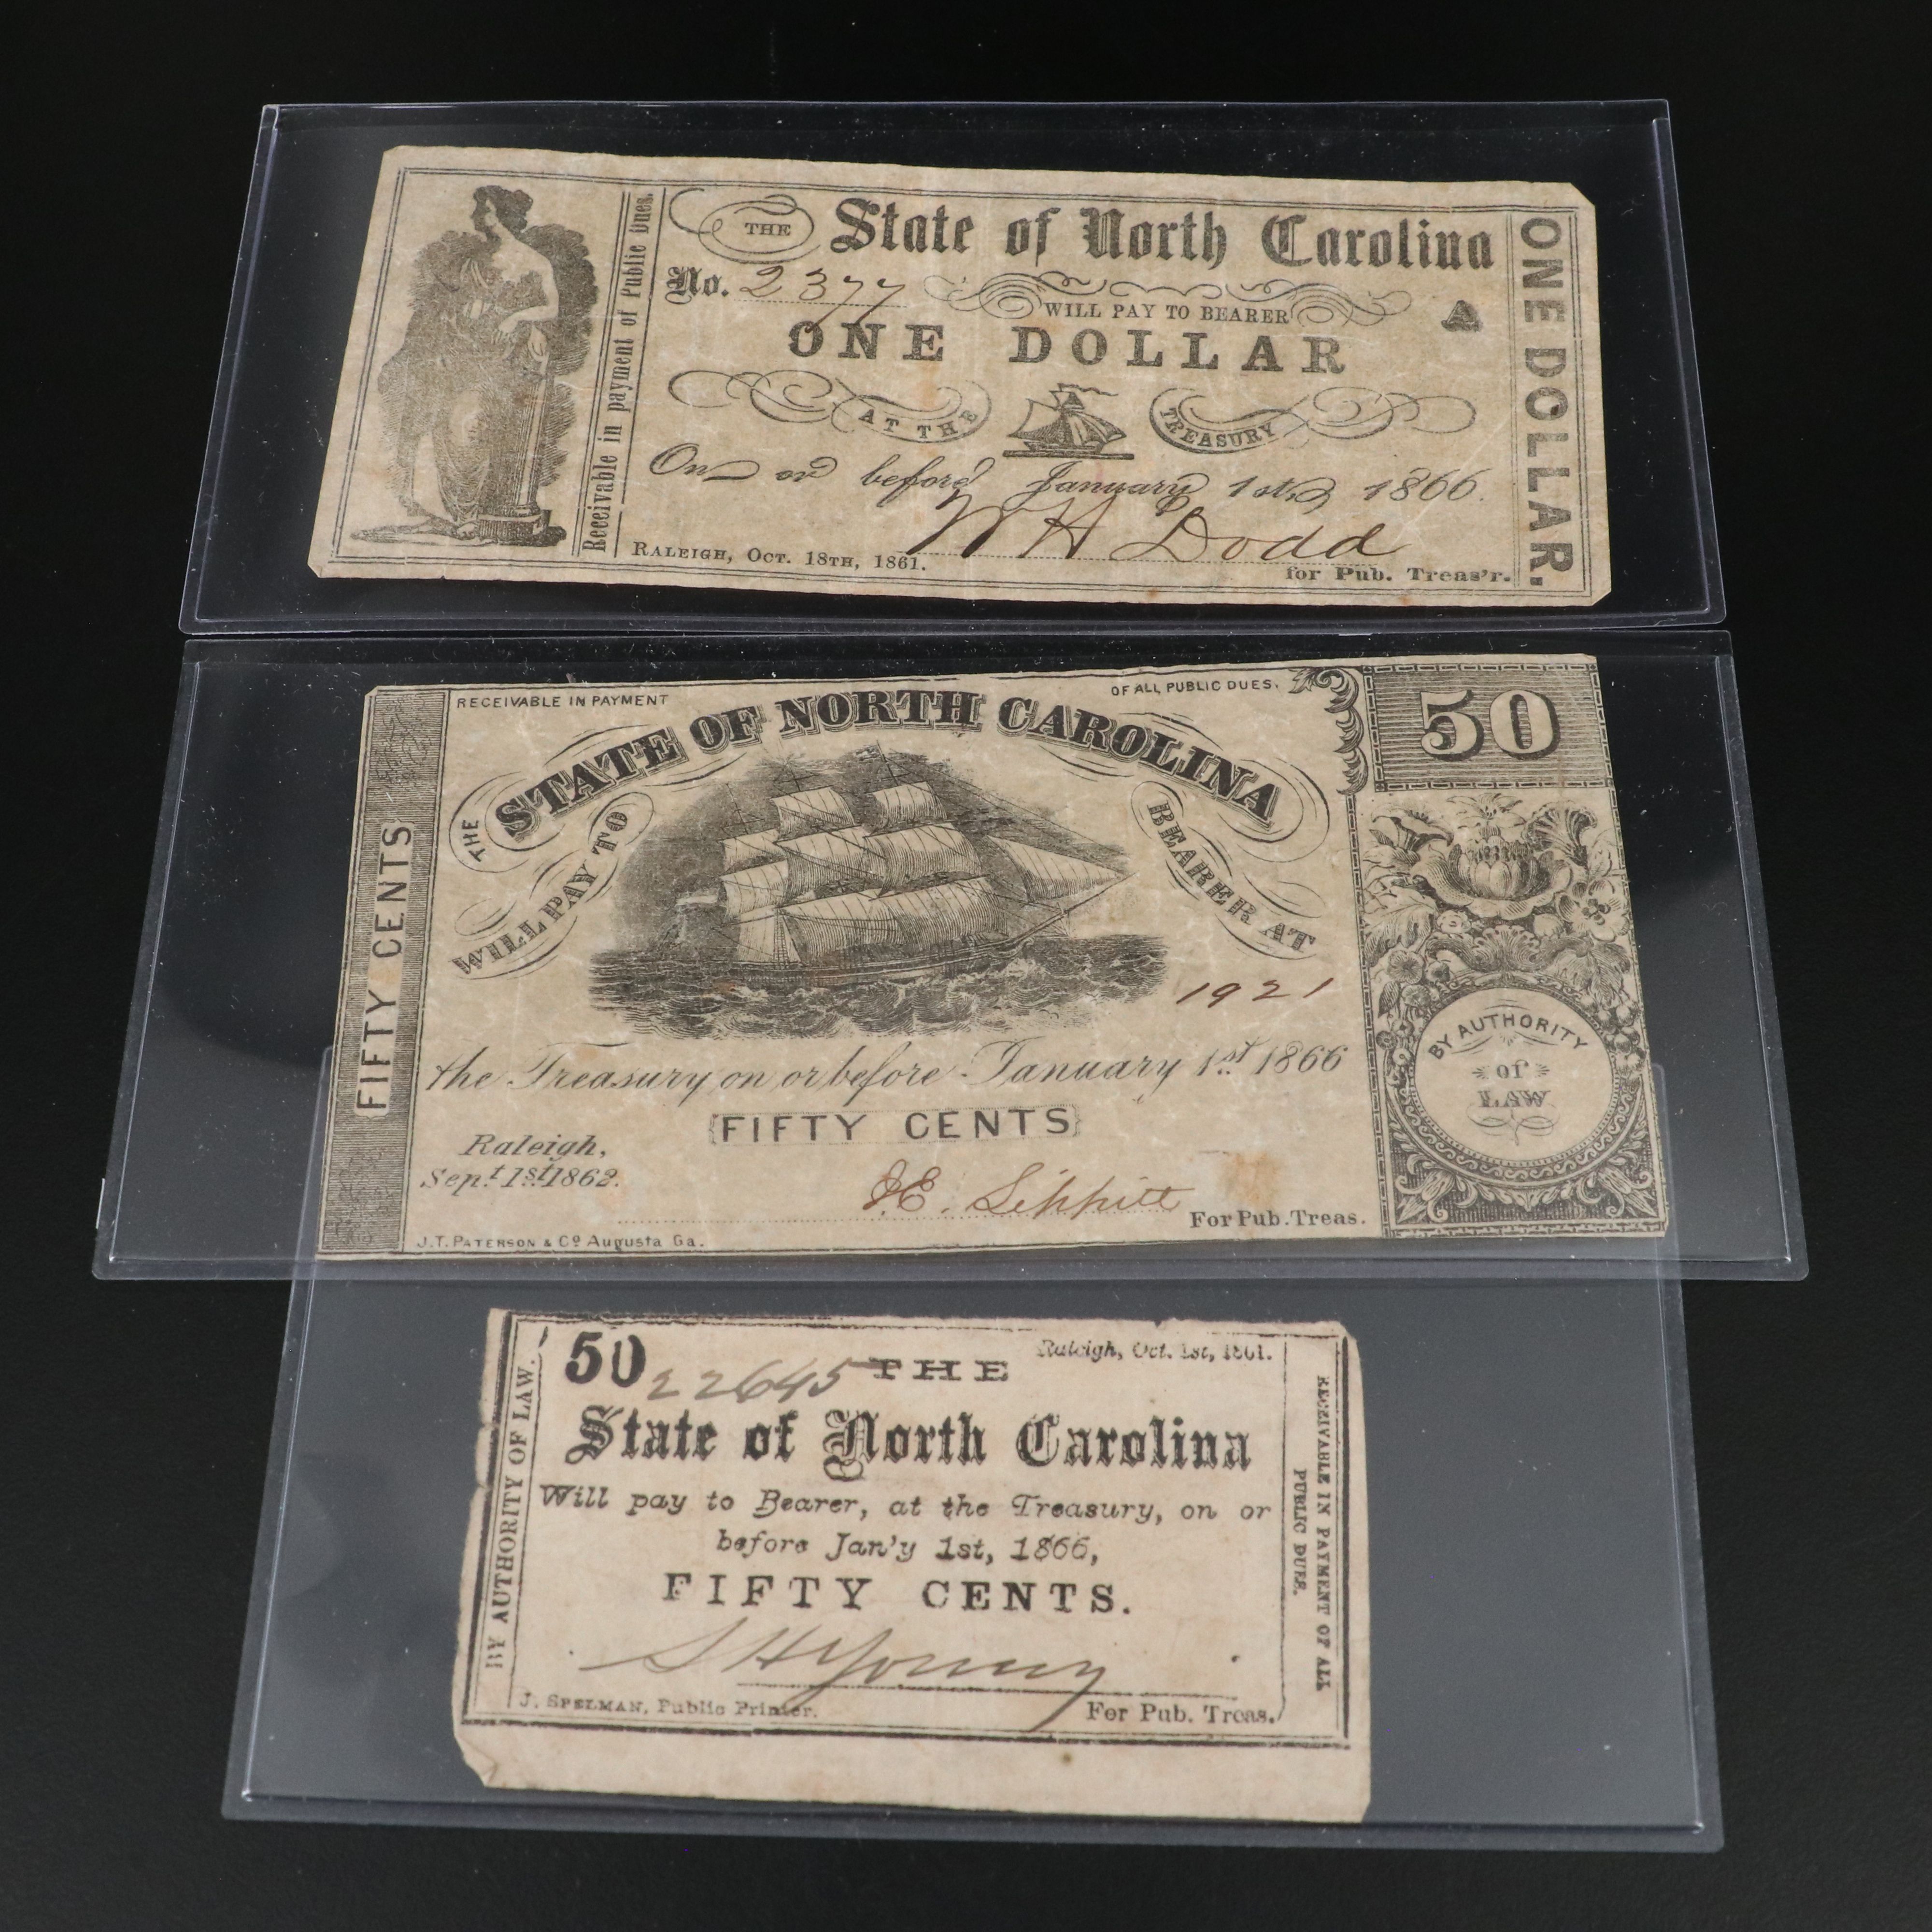 Receivable in payment of Public Dues.
THE State of North Carolina
No. 2377
WILL PAY TO BEARER
A
ONE DOLLAR
AT THE TREASURY
On or before January 1st, 1866.
W H Dodd
RALEIGH, OCT. 18TH, 1861.
for Pub. Treas'r.
ONE DOLLAR.
FIFTY CENTS
RECEIVABLE IN PAYMENT OF ALL PUBLIC DUES.
THE STATE OF NORTH CAROLINA
WILL PAY TO BEARER AT
1921
the Treasury on or before January 1st 1866
FIFTY CENTS
Raleigh,
Sept. 1st 1862.
J.E. Lippitt
For Pub. Treas.
J.T. PATERSON & Co Augusta Ga.
50
BY AUTHORITY
of
LAW
BY AUTHORITY OF LAW.
50 22645 THE
Raleigh, Oct. 1st, 1861.
State of North Carolina
Will pay to Bearer, at the Treasury, on or
before Jan'y 1st, 1866,
FIFTY CENTS.
S H Young
J. SPELMAN, Public Printer.
For Pub. Treas.
RECEIVABLE IN PAYMENT OF ALL
PUBLIC DUES.